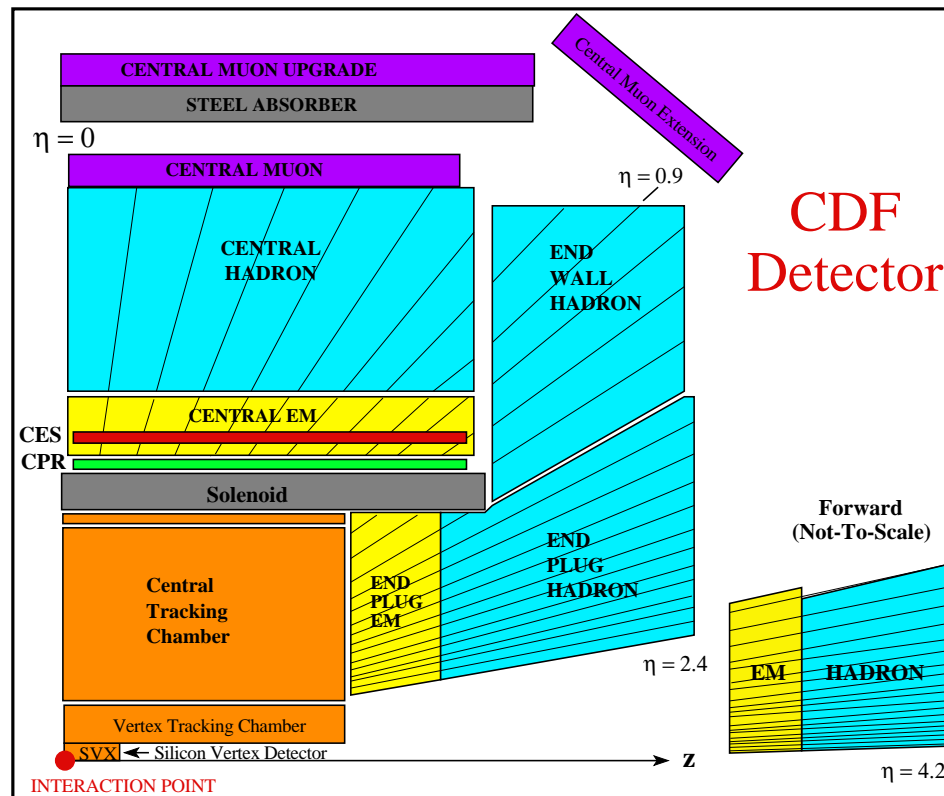 CENTRAL MUON UPGRADE
STEEL ABSORBER
Central Muon Extension
η = 0
CENTRAL MUON
η = 0.9
CDF
Detector
CENTRAL
HADRON
END
WALL
HADRON
CENTRAL EM
CES
CPR
Solenoid
Forward
(Not-To-Scale)
Central
Tracking
Chamber
END
PLUG
EM
END
PLUG
HADRON
η = 2.4
EM
HADRON
Vertex Tracking Chamber
SVX
Silicon Vertex Detector
z
η = 4.2
INTERACTION POINT